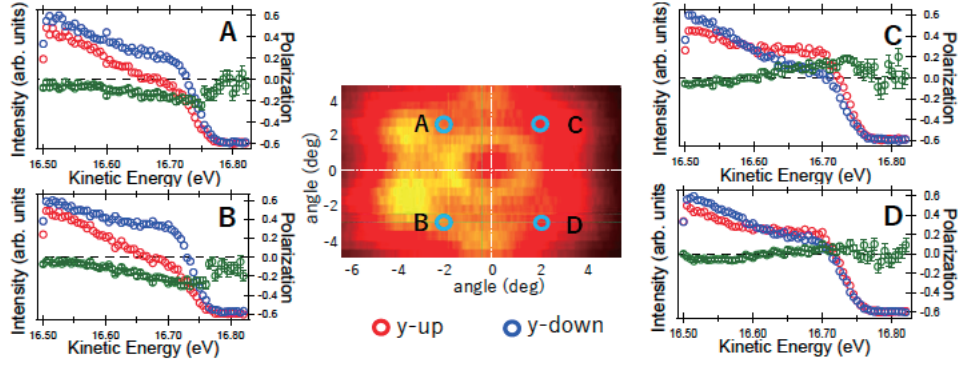 A
Intensity (arb. units)
0.6
0.4
0.2
0.0
-0.2
-0.4
-0.6
Polarization
16.50 16.60 16.70 16.80
Kinetic Energy (eV)
B
Intensity (arb. units)
0.6
0.4
0.2
0.0
-0.2
-0.4
-0.6
Polarization
16.50 16.60 16.70 16.80
Kinetic Energy (eV)
angle (deg)
4
2
0
-2
-4
A C
B D
-6 -4 -2 0 2 4
angle (deg)
y-up y-down
C
Intensity (arb. units)
0.6
0.4
0.2
0.0
-0.2
-0.4
-0.6
Polarization
16.50 16.60 16.70 16.80
Kinetic Energy (eV)
D
Intensity (arb. units)
0.6
0.4
0.2
0.0
-0.2
-0.4
-0.6
Polarization
16.50 16.60 16.70 16.80
Kinetic Energy (eV)